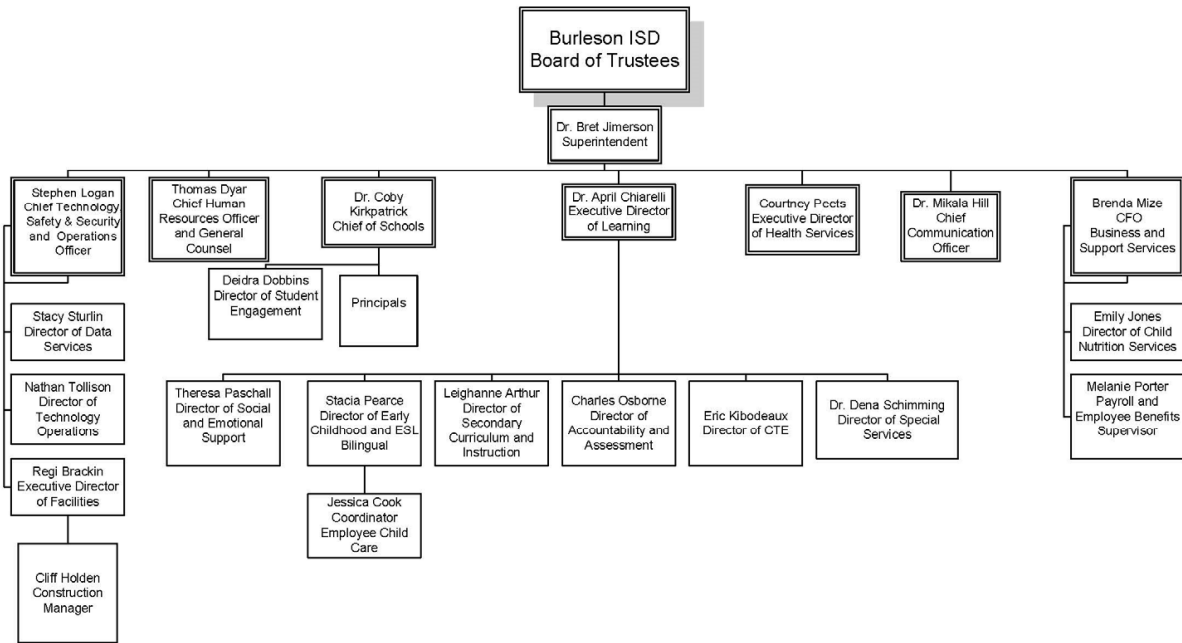 Burleson ISD
Board of Trustees
Dr. Bret Jimerson
Superintendent
Stephen Logan
Chief Technology,
Safety & Security
and Operations
Officer
Thomas Dyar
Chief Human
Resources Officer
and General
Counsel
Dr. Coby
Kirkpatrick
Chief of Schools
Dr. April Chiarelli
Executive Director
of Learning
Courtney Peets
Executive Director
of Health Services
Dr. Mikala Hill
Chief
Communication
Officer
Brenda Mize
CFO
Business and
Support Services
Deidra Dobbins
Director of Student
Engagement
Principals
Stacy Sturlin
Director of Data
Services
Emily Jones
Director of Child
Nutrition Services
Nathan Tollison
Director of
Technology
Operations
Theresa Paschall
Director of Social
and Emotional
Support
Stacia Pearce
Director of Early
Childhood and ESL
Bilingual
Leighanne Arthur
Director of
Secondary
Curriculum and
Instruction
Charles Osborne
Director of
Accountability and
Assessment
Eric Kibodeaux
Director of CTE
Dr. Dena Schimming
Director of Special
Services
Melanie Porter
Payroll and
Employee Benefits
Supervisor
Regi Brackin
Executive Director
of Facilities
Jessica Cook
Coordinator
Employee Child
Care
Cliff Holden
Construction
Manager